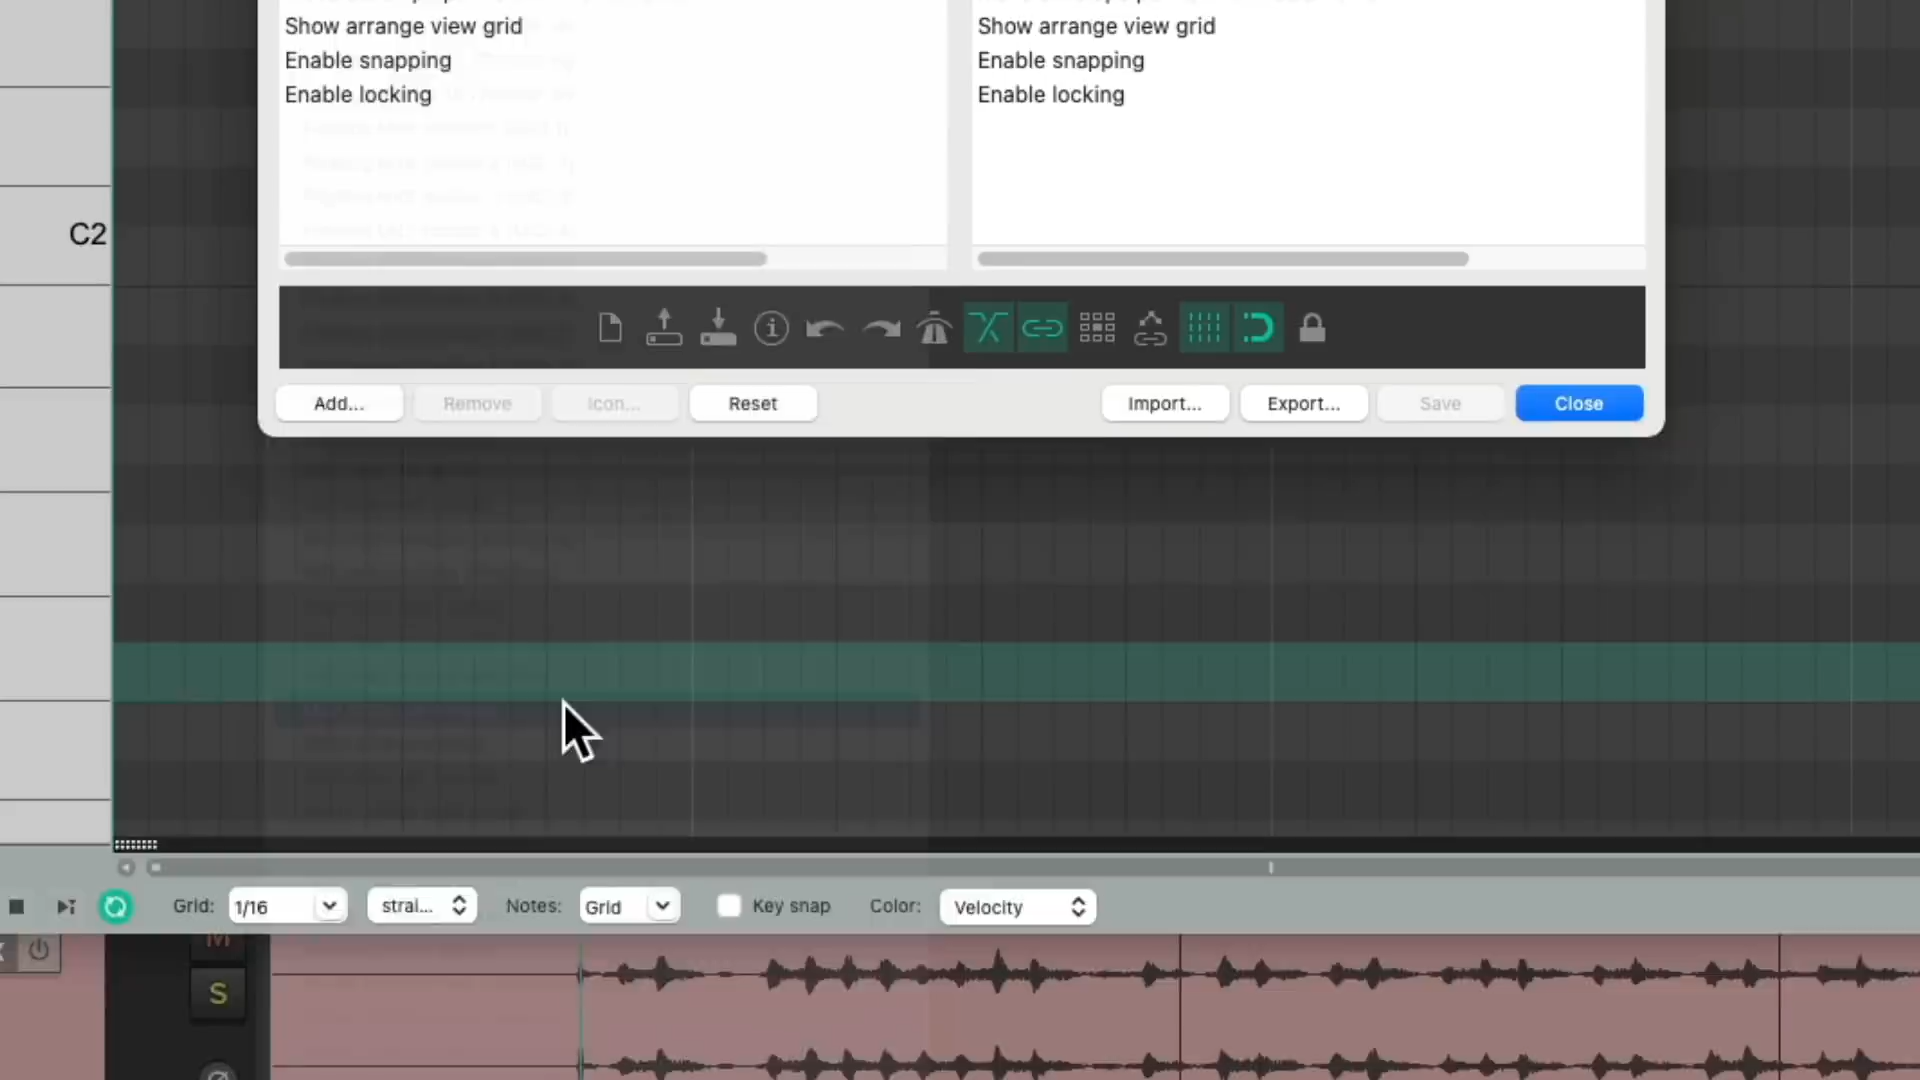 Show arrange view grid
Enable snapping
Enable locking
Show arrange view grid
Enable snapping
Enable locking
C2
Add...
Remove
Icon...
Reset
Import...
Export...
Save
Close
Grid:
1/16
strai...
Notes:
Grid
Key snap
Color:
Velocity
M
S